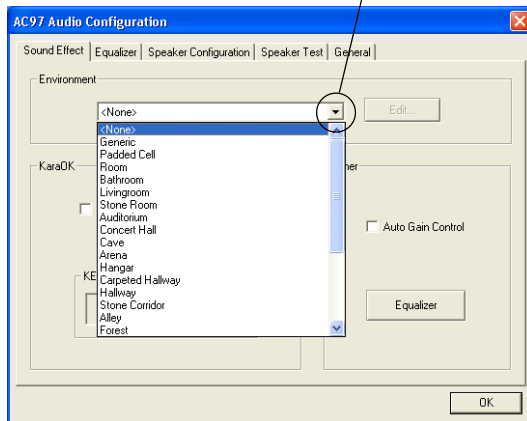 AC97 Audio Configuration
Sound Effect Equalizer Speaker Configuration Speaker Test General
Environment
<None> Edit...
<None>
Generic
Padded Cell
Room
Bathroom
Livingroom
Stone Room
Auditorium
Concert Hall
Cave
Arena
Hangar
Carpeted Hallway
Hallway
Stone Corridor
Alley
Forest
KaraOK
KE
her
Auto Gain Control
Equalizer
OK